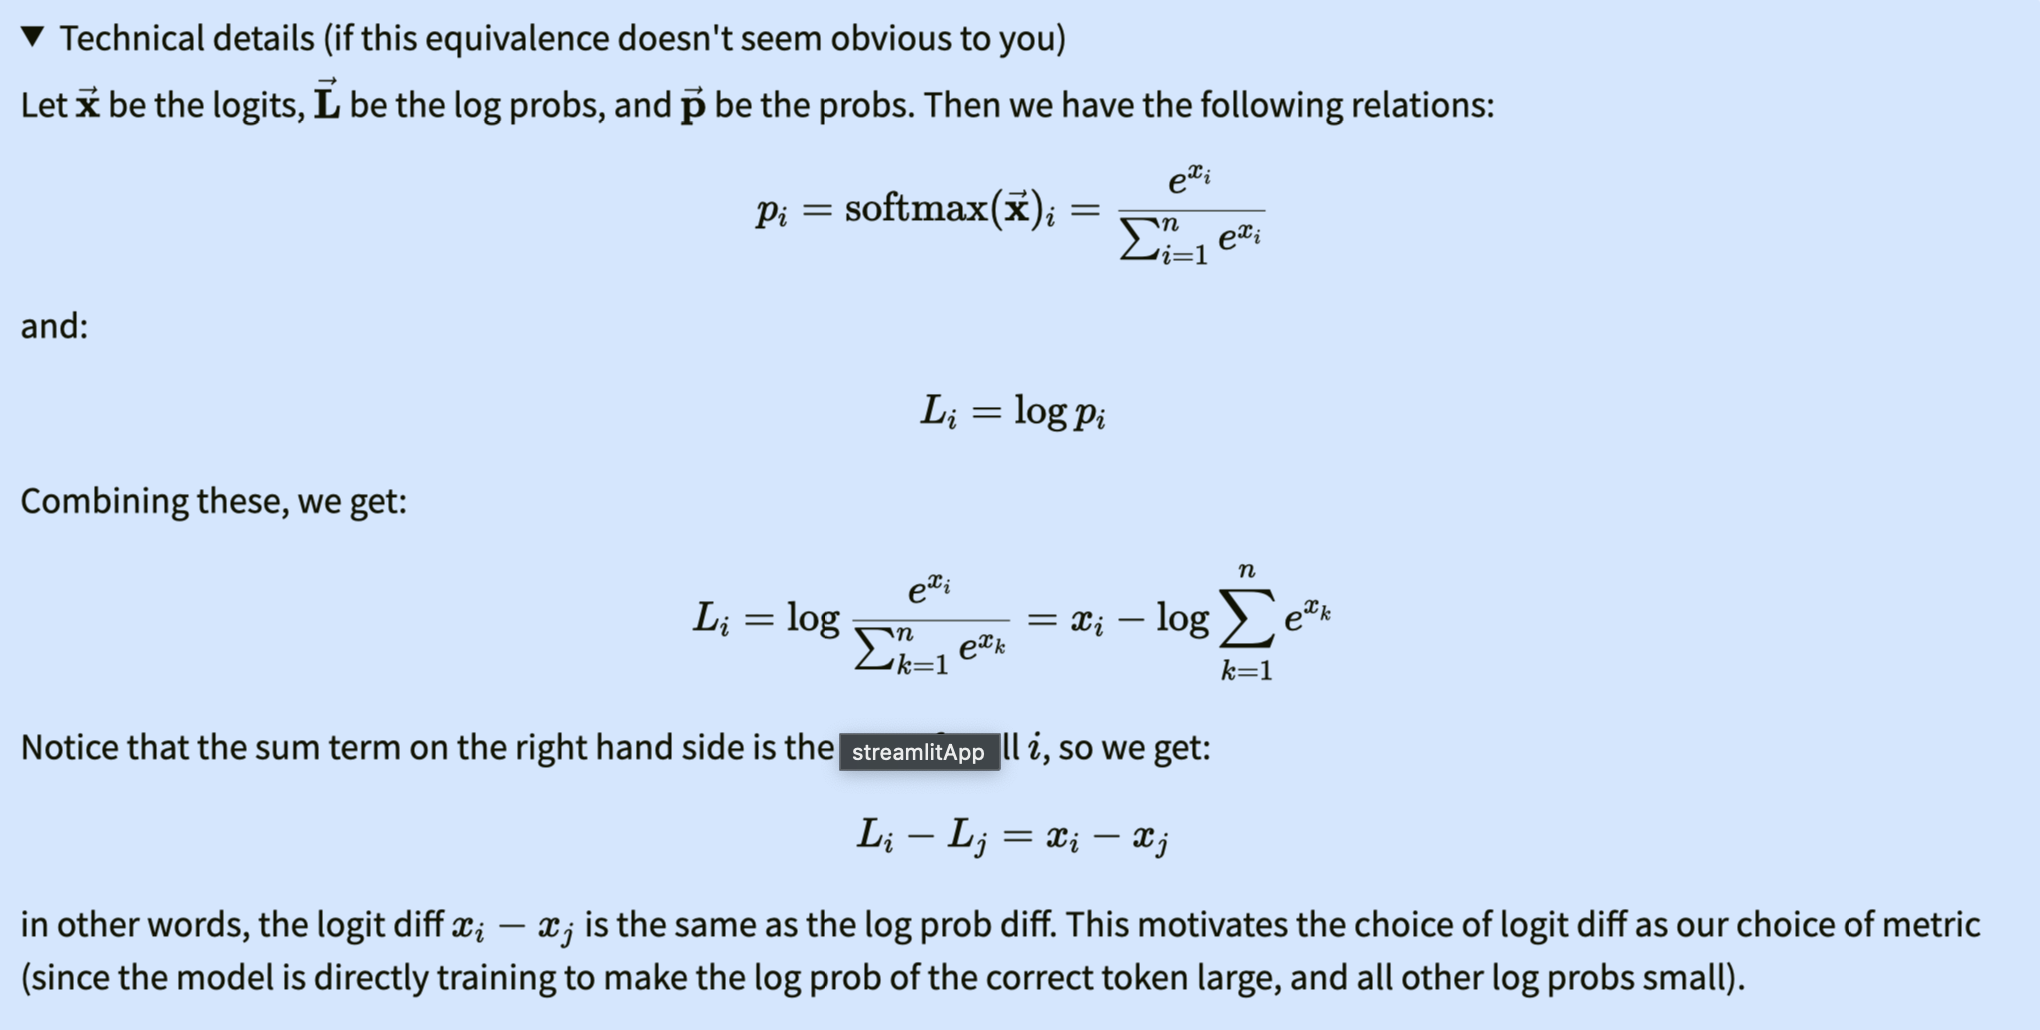 ▼ Technical details (if this equivalence doesn't seem obvious to you)
Let $\vec{\mathbf{x}}$ be the logits, $\vec{\mathbf{L}}$ be the log probs, and $\vec{\mathbf{p}}$ be the probs. Then we have the following relations:
$p_i = \text{softmax}(\vec{\mathbf{x}})_i = \frac{e^{x_i}}{\sum_{i=1}^{n} e^{x_i}}$
and:
$L_i = \log p_i$
Combining these, we get:
$L_i = \log \frac{e^{x_i}}{\sum_{k=1}^{n} e^{x_k}} = x_i - \log \sum_{k=1}^{n} e^{x_k}$
Notice that the sum term on the right hand side is the streamlitApp ll $i$, so we get:
$L_i - L_j = x_i - x_j$
in other words, the logit diff $x_i - x_j$ is the same as the log prob diff. This motivates the choice of logit diff as our choice of metric
(since the model is directly training to make the log prob of the correct token large, and all other log probs small).